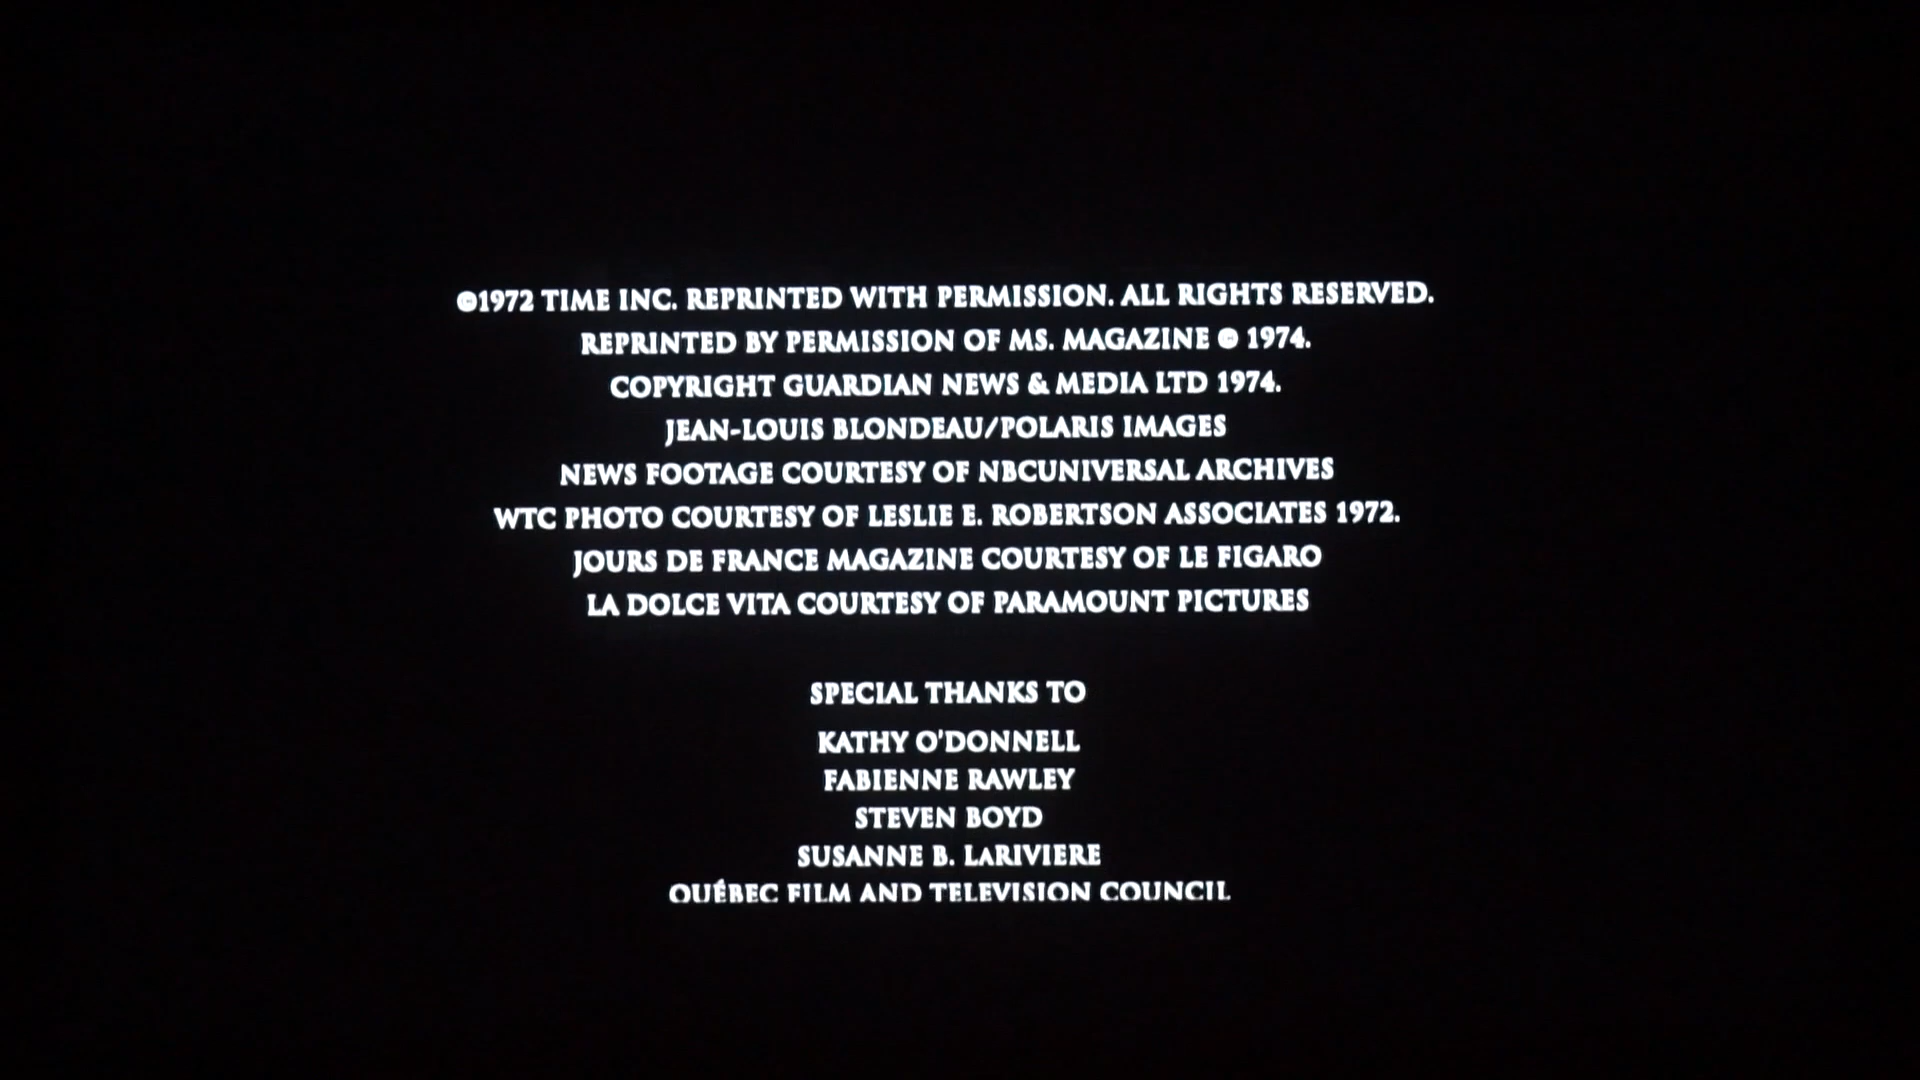 ©1972 TIME INC. REPRINTED WITH PERMISSION. ALL RIGHTS RESERVED.
REPRINTED BY PERMISSION OF MS. MAGAZINE © 1974.
COPYRIGHT GUARDIAN NEWS & MEDIA LTD 1974.
JEAN-LOUIS BLONDEAU/POLARIS IMAGES
NEWS FOOTAGE COURTESY OF NBCUNIVERSAL ARCHIVES
WTC PHOTO COURTESY OF LESLIE E. ROBERTSON ASSOCIATES 1972.
JOURS DE FRANCE MAGAZINE COURTESY OF LE FIGARO
LA DOLCE VITA COURTESY OF PARAMOUNT PICTURES
SPECIAL THANKS TO
KATHY O'DONNELL
FABIENNE RAWLEY
STEVEN BOYD
SUSANNE B. LARIVIERE
QUÉBEC FILM AND TELEVISION COUNCIL